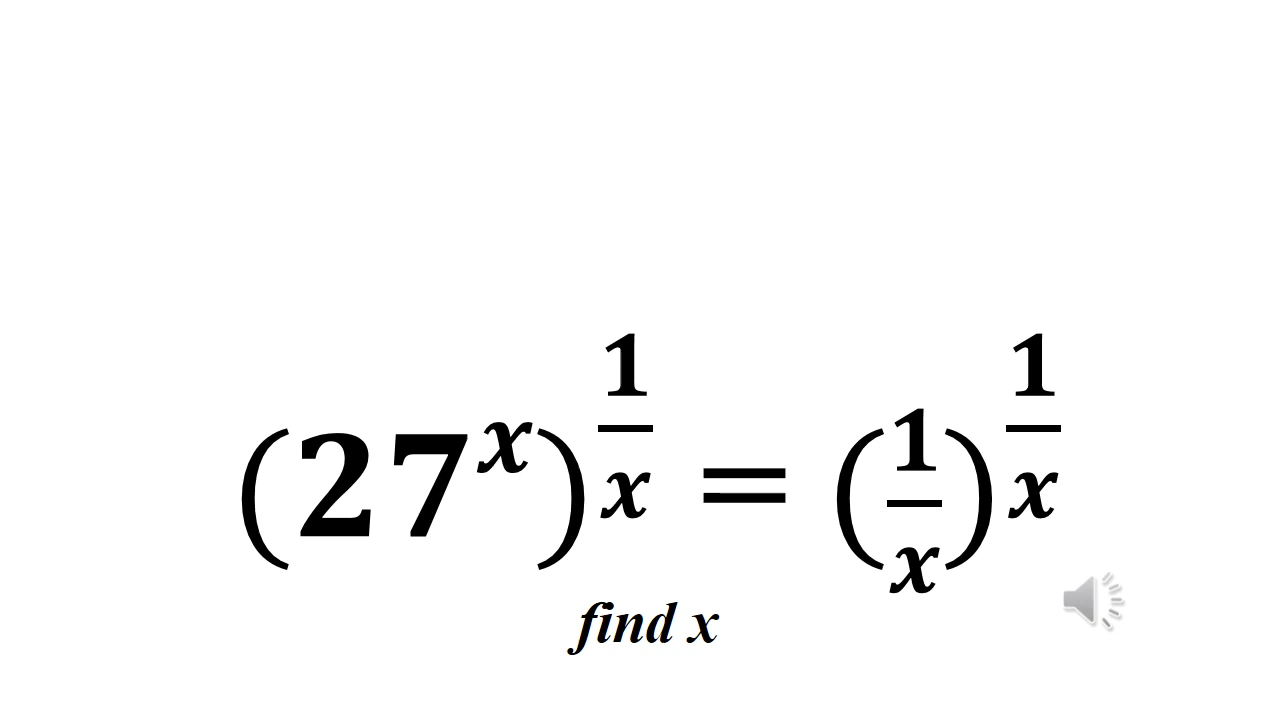 (27^x)^{1/x} = (1/x)^{1/x}
find x